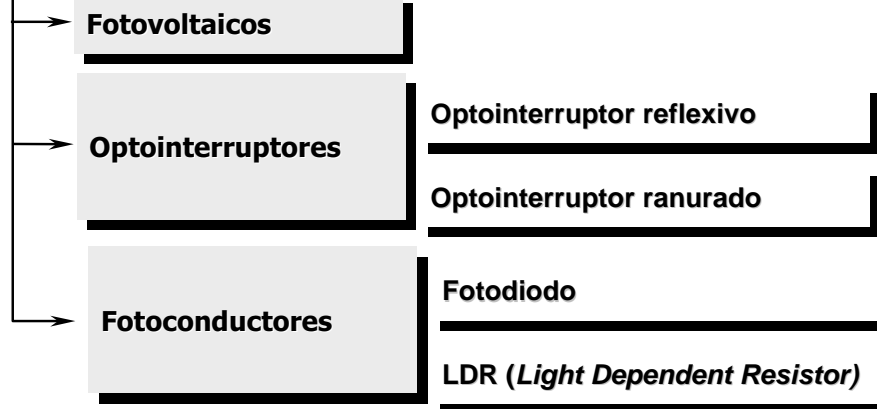 Fotovoltaicos
Optointerruptores
Optointerruptor reflexivo
Optointerruptor ranurado
Fotoconductores
Fotodiodo
LDR (Light Dependent Resistor)